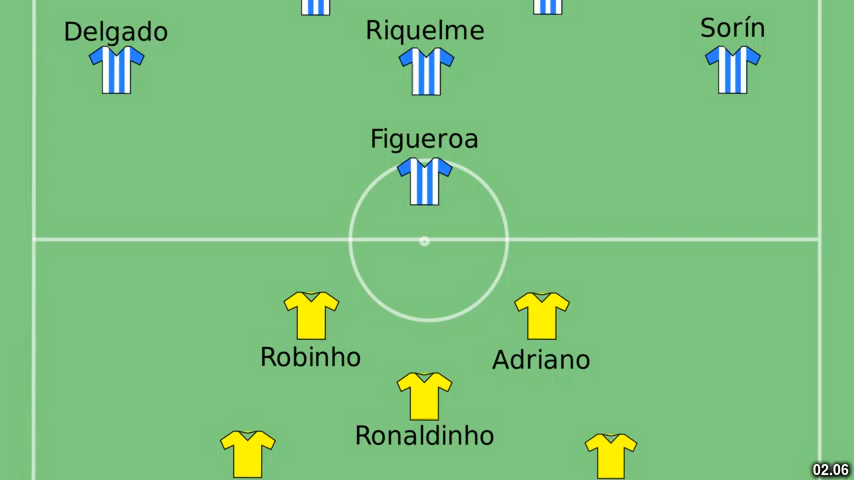 Delgado
Riquelme
Sorín
Figueroa
Robinho
Adriano
Ronaldinho
02.06